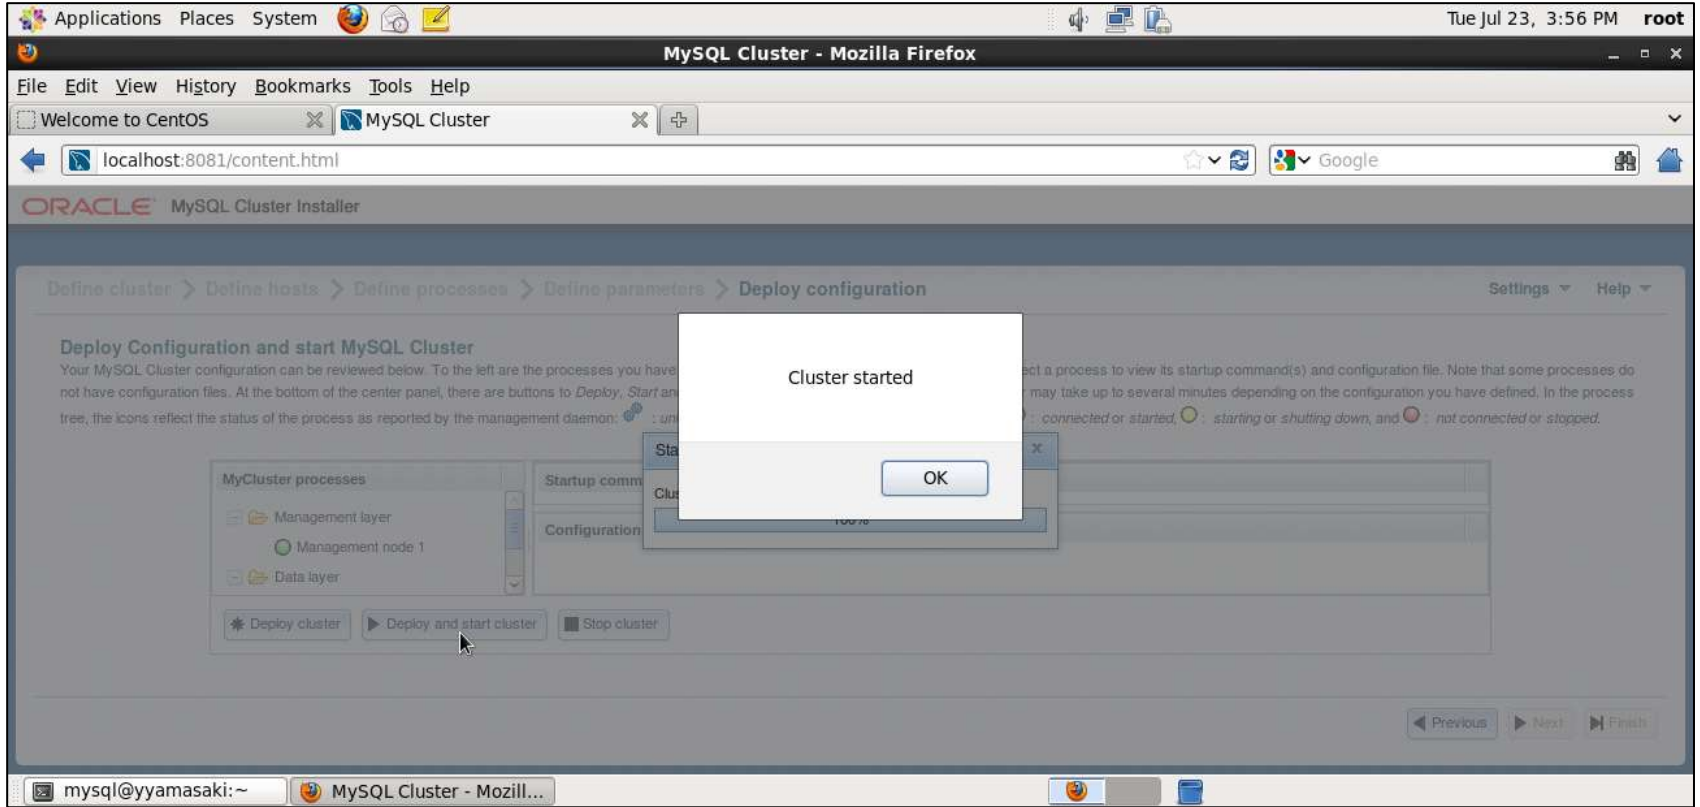 Applications Places System Tue Jul 23, 3:56 PM root
MySQL Cluster - Mozilla Firefox
File Edit View History Bookmarks Tools Help
Welcome to CentOS MySQL Cluster
localhost:8081/content.html Google
ORACLE MySQL Cluster Installer
Define cluster Define hosts Define processes Define parameters Deploy configuration Settings Help
Deploy Configuration and start MySQL Cluster
Your MySQL Cluster configuration can be reviewed below. To the left are the processes you have ect a process to view its startup command(s) and configuration file. Note that some processes do
not have configuration files. At the bottom of the center panel, there are buttons to Deploy, Start an may take up to several minutes depending on the configuration you have defined. In the process
tree, the icons reflect the status of the process as reported by the management daemon: : un : connected or started, : starting or shutting down, and : not connected or stopped.
Cluster started
OK
Sta x
Clus
100%
MyCluster processes
Management layer
Management node 1
Data layer
Startup comm
Configuration
Deploy cluster Deploy and start cluster Stop cluster
Previous Next Finish
mysql@yyamasaki:~ MySQL Cluster - Mozill...